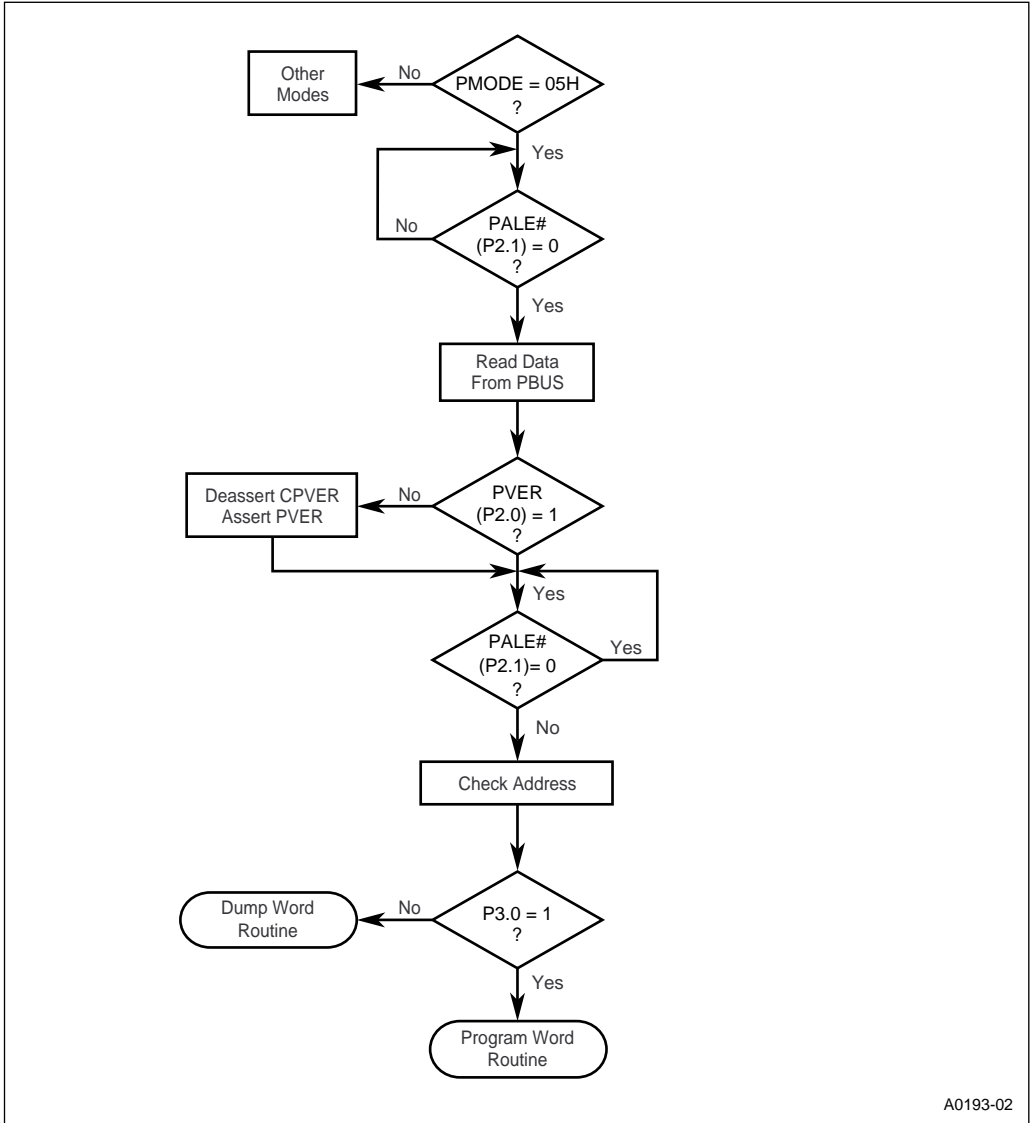 PMODE = 05H
?
No
Other
Modes
Yes
PALE#
(P2.1) = 0
?
No
Yes
Read Data
From PBUS
PVER
(P2.0) = 1
?
No
Deassert CPVER
Assert PVER
Yes
PALE#
(P2.1)= 0
?
Yes
No
Check Address
P3.0 = 1
?
No
Dump Word
Routine
Yes
Program Word
Routine
A0193-02